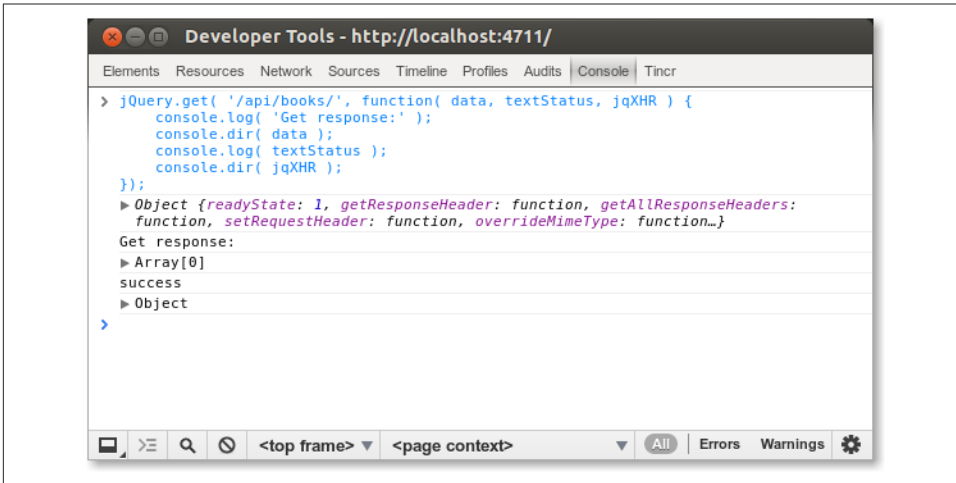 Developer Tools - http://localhost:4711/
Elements Resources Network Sources Timeline Profiles Audits Console Tincr
> jQuery.get( '/api/books/', function( data, textStatus, jqXHR ) {
console.log( 'Get response:' );
console.dir( data );
console.log( textStatus );
console.dir( jqXHR );
});
▶ Object {readyState: 1, getResponseHeader: function, getAllResponseHeaders:
function, setRequestHeader: function, overrideMimeType: function…}
Get response:
▶ Array[0]
success
▶ Object
>
<top frame> ▼ <page context> ▼ All Errors Warnings